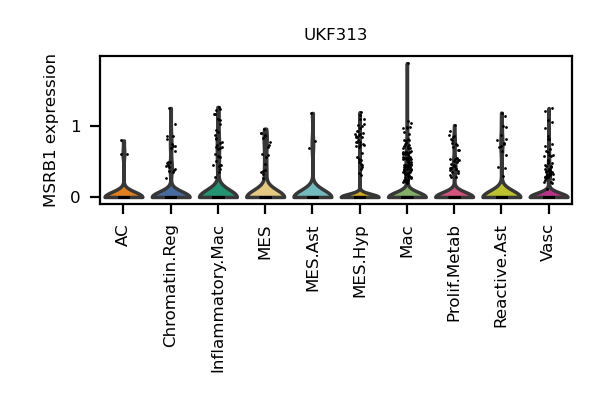 UKF313
MSRB1 expression
1
0
AC
Chromatin.Reg
Inflammatory.Mac
MES
MES.Ast
MES.Hyp
Mac
Prolif.Metab
Reactive.Ast
Vasc